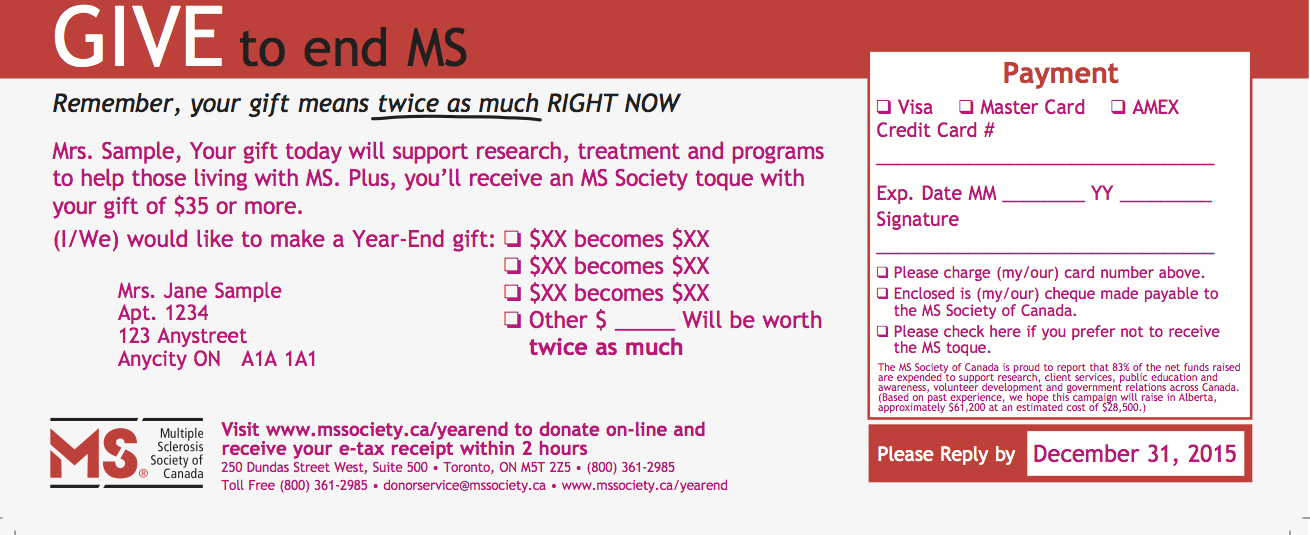 GIVE to end MS
Remember, your gift means twice as much RIGHT NOW
Mrs. Sample, Your gift today will support research, treatment and programs
to help those living with MS. Plus, you’ll receive an MS Society toque with
your gift of $35 or more.
(I/We) would like to make a Year-End gift: ❑ $XX becomes $XX
❑ $XX becomes $XX
❑ $XX becomes $XX
❑ Other $ _____ Will be worth
twice as much
Mrs. Jane Sample
Apt. 1234
123 Anystreet
Anycity ON A1A 1A1
MS®
Multiple
Sclerosis
Society of
Canada
Visit www.mssociety.ca/yearend to donate on-line and
receive your e-tax receipt within 2 hours
250 Dundas Street West, Suite 500 • Toronto, ON M5T 2Z5 • (800) 361-2985
Toll Free (800) 361-2985 • donorservice@mssociety.ca • www.mssociety.ca/yearend
Payment
❑ Visa ❑ Master Card ❑ AMEX
Credit Card #
Exp. Date MM ________ YY _________
Signature
❑ Please charge (my/our) card number above.
❑ Enclosed is (my/our) cheque made payable to
the MS Society of Canada.
❑ Please check here if you prefer not to receive
the MS toque.
The MS Society of Canada is proud to report that 83% of the net funds raised
are expended to support research, client services, public education and
awareness, volunteer development and government relations across Canada.
(Based on past experience, we hope this campaign will raise in Alberta,
approximately $61,200 at an estimated cost of $28,500.)
Please Reply by December 31, 2015